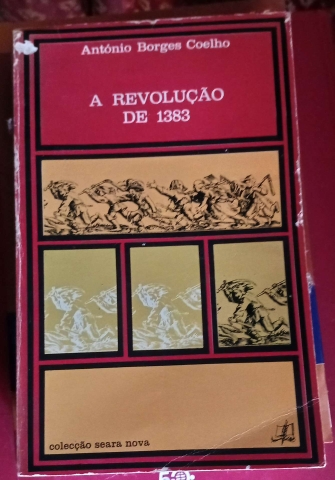 António Borges Coelho
A REVOLUÇÃO
DE 1383
colecção seara nova